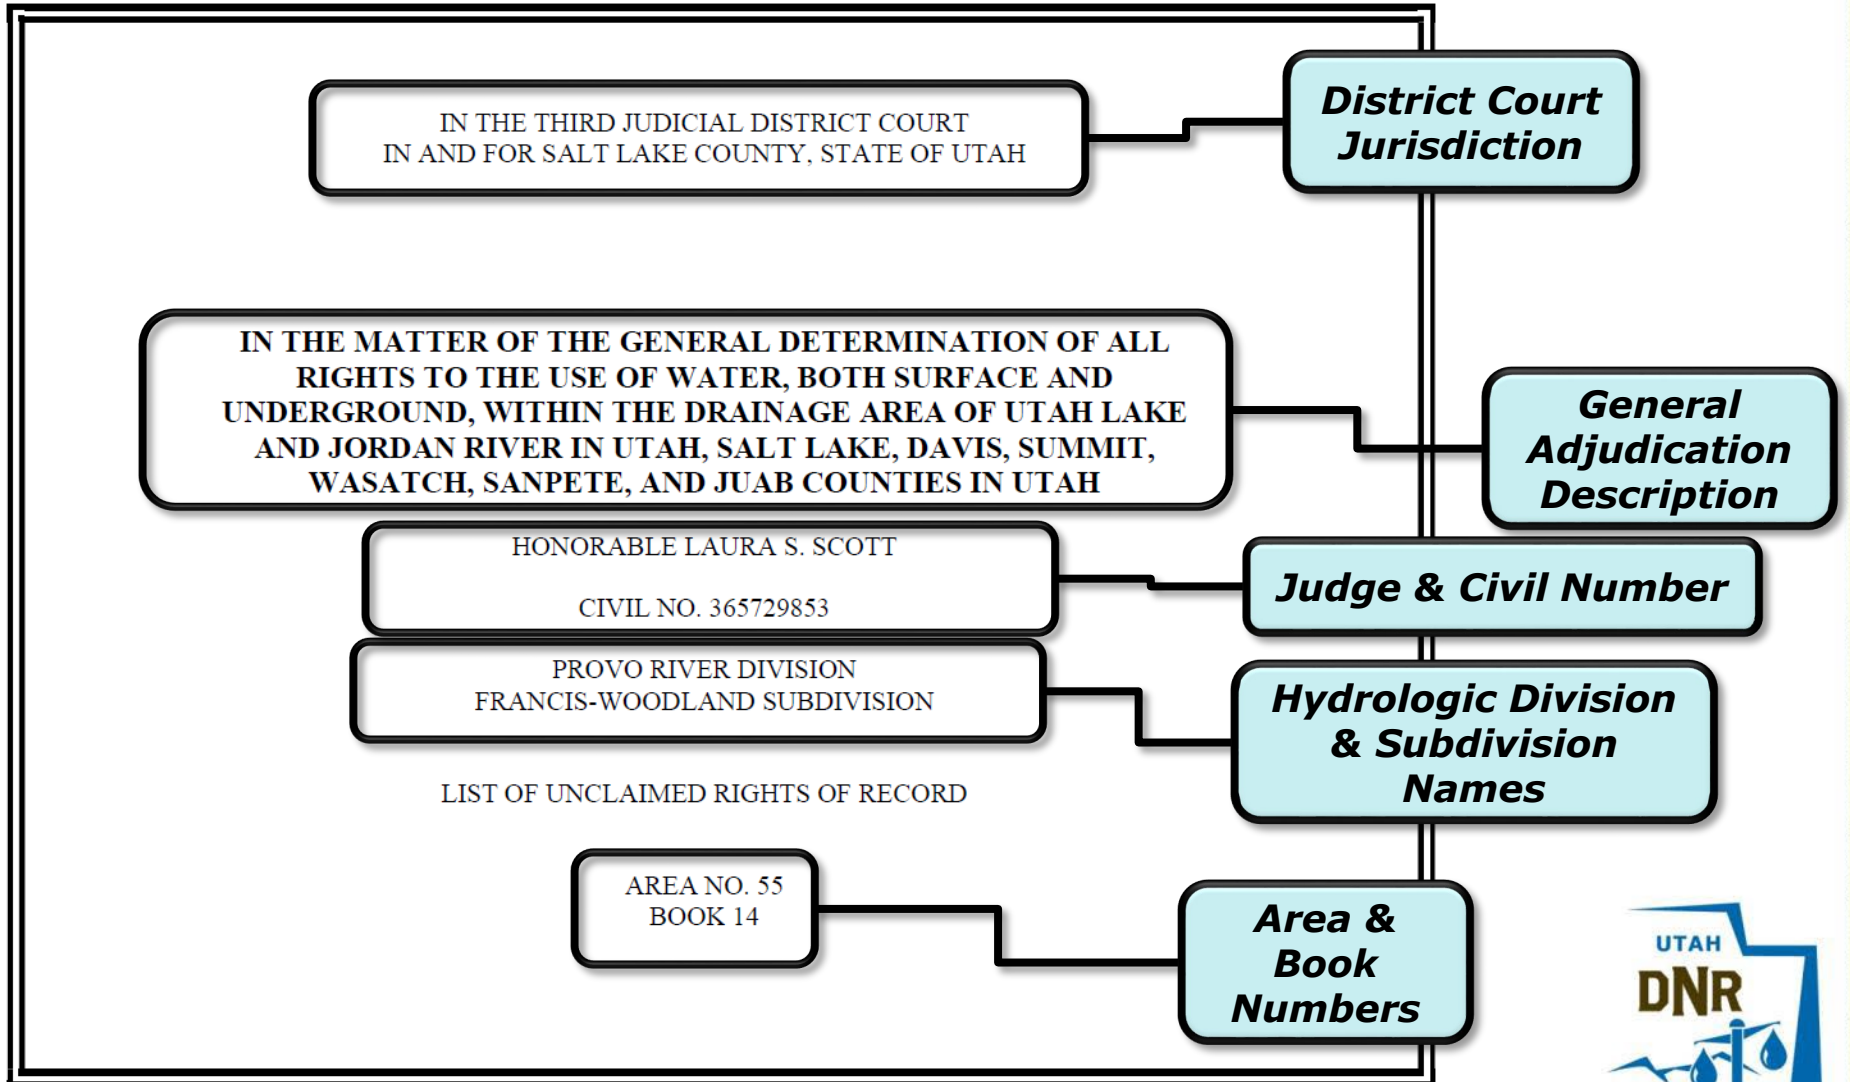 IN THE THIRD JUDICIAL DISTRICT COURT
IN AND FOR SALT LAKE COUNTY, STATE OF UTAH
District Court
Jurisdiction
IN THE MATTER OF THE GENERAL DETERMINATION OF ALL
RIGHTS TO THE USE OF WATER, BOTH SURFACE AND
UNDERGROUND, WITHIN THE DRAINAGE AREA OF UTAH LAKE
AND JORDAN RIVER IN UTAH, SALT LAKE, DAVIS, SUMMIT,
WASATCH, SANPETE, AND JUAB COUNTIES IN UTAH
General
Adjudication
Description
HONORABLE LAURA S. SCOTT
CIVIL NO. 365729853
Judge & Civil Number
PROVO RIVER DIVISION
FRANCIS-WOODLAND SUBDIVISION
Hydrologic Division
& Subdivision
Names
LIST OF UNCLAIMED RIGHTS OF RECORD
AREA NO. 55
BOOK 14
Area &
Book
Numbers
UTAH
DNR